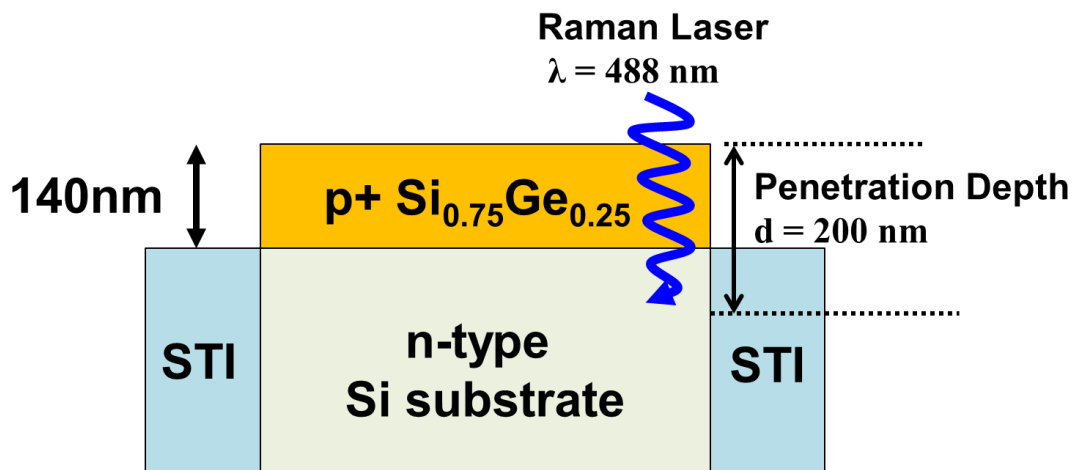 Raman Laser
λ = 488 nm
140nm
p+ Si0.75Ge0.25
Penetration Depth
d = 200 nm
STI
n-type
Si substrate
STI